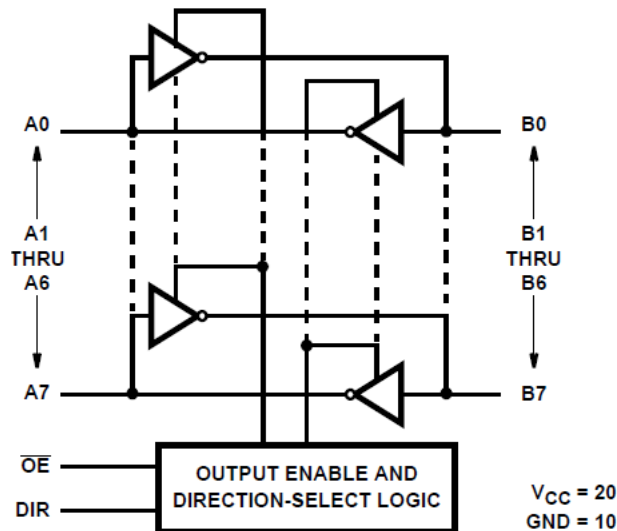 A0
B0
A1
THRU
A6
B1
THRU
B6
A7
B7
O̅E̅
DIR
OUTPUT ENABLE AND
DIRECTION-SELECT LOGIC
VCC = 20
GND = 10